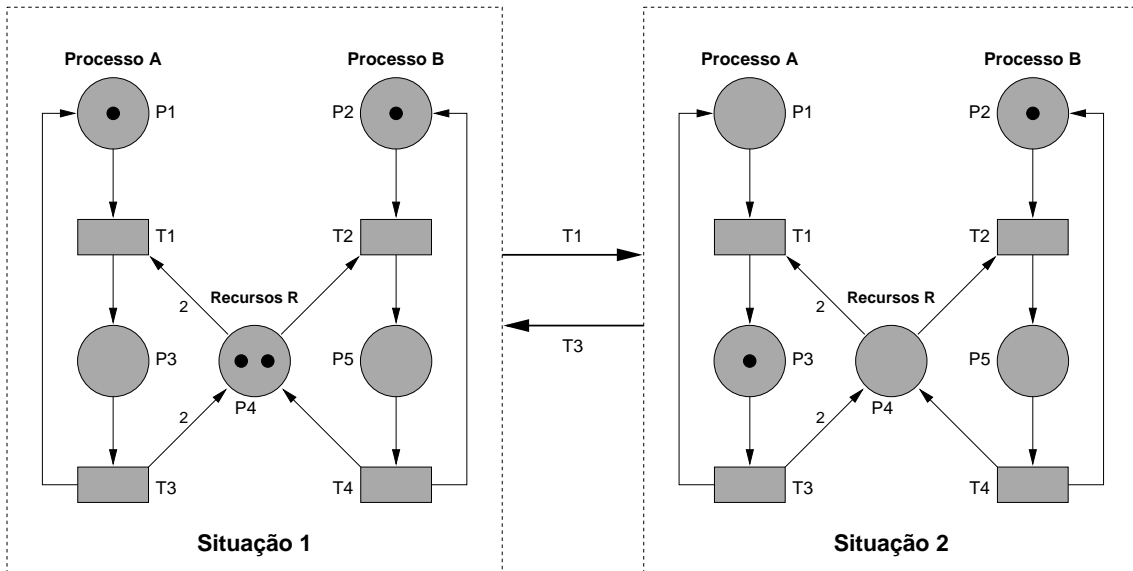 Processo A
Processo B
P1
P2
T1
T2
2
Recursos R
P3
P4
P5
2
T3
T4
Situação 1
T1
T3
Processo A
Processo B
P1
P2
T1
T2
2
Recursos R
P3
P4
P5
2
T3
T4
Situação 2